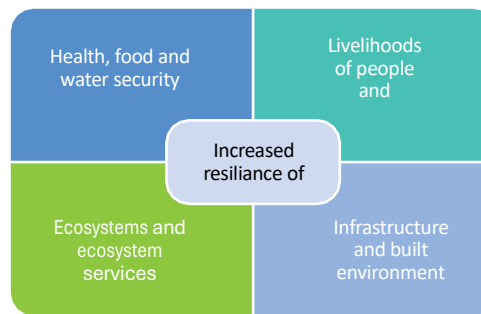 Health, food and
water security
Livelihoods
of people
and
Increased
resiliance of
Ecosystems and
ecosystem
services
Infrastructure
and built
environment